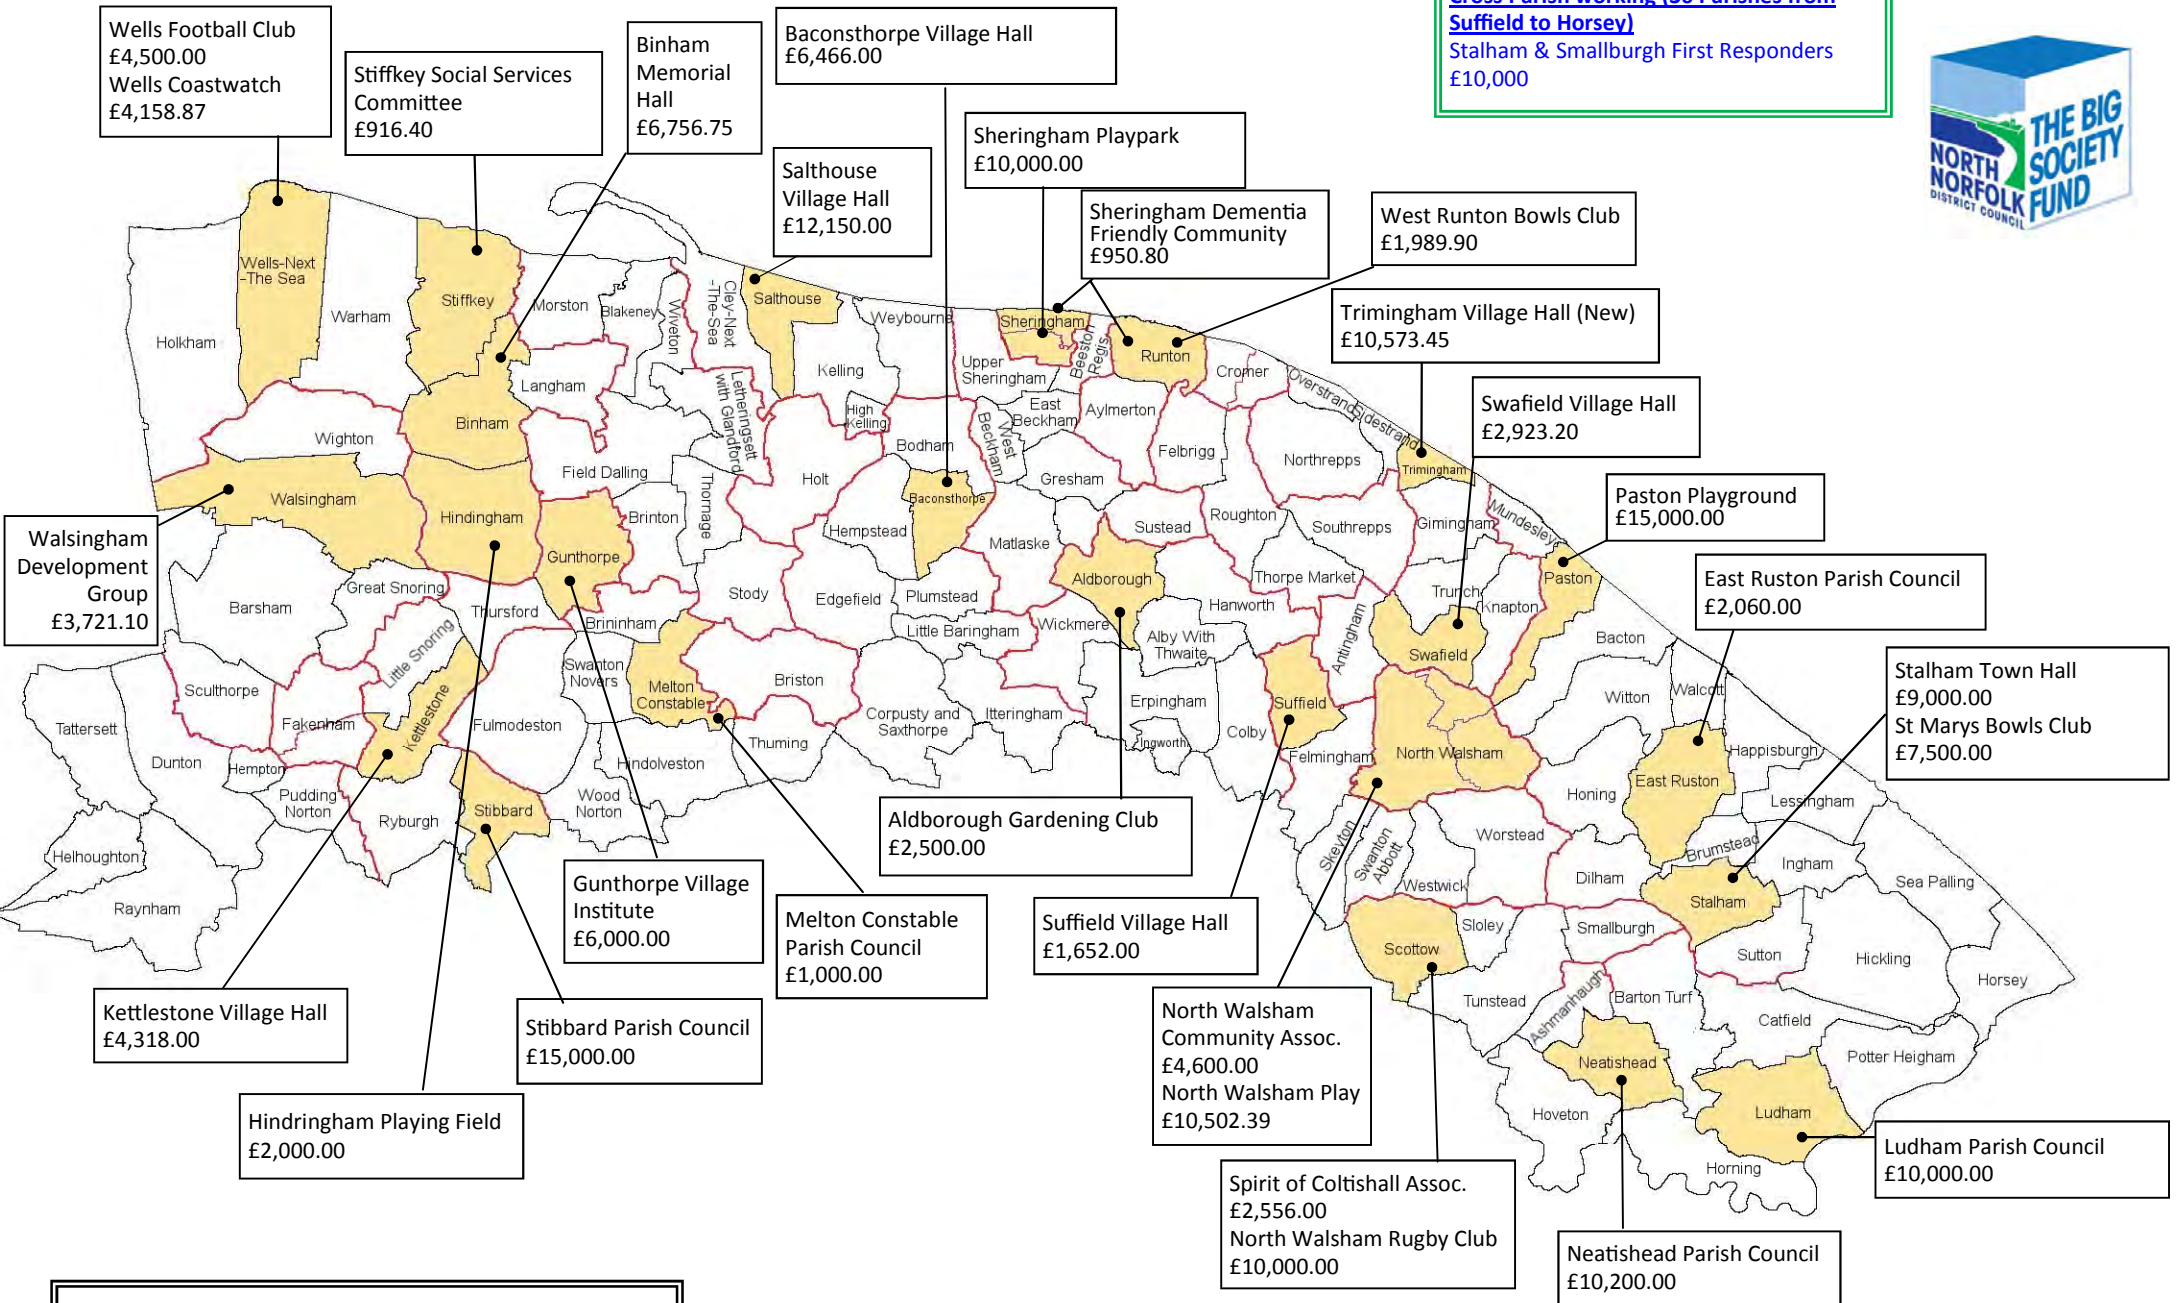 Wells Football Club
£4,500.00
Wells Coastwatch
£4,158.87
Stiffkey Social Services
Committee
£916.40
Binham
Memorial
Hall
£6,756.75
Baconsthorpe Village Hall
£6,466.00
Suffield to Horsey)
Stalham & Smallburgh First Responders
£10,000
NORTH
NORFOLK
DISTRICT COUNCIL
THE BIG
SOCIETY
FUND
Salthouse
Village Hall
£12,150.00
Sheringham Playpark
£10,000.00
Sheringham Dementia
Friendly Community
£950.80
West Runton Bowls Club
£1,989.90
Trimingham Village Hall (New)
£10,573.45
Swafield Village Hall
£2,923.20
Paston Playground
£15,000.00
East Ruston Parish Council
£2,060.00
Stalham Town Hall
£9,000.00
St Marys Bowls Club
£7,500.00
Walsingham
Development
Group
£3,721.10
Holkham
Wells-Next
-The Sea
Warham
Stiffkey
Morston
Blakeney
Wiveton
Cley-Next
-The-Sea
Salthouse
Weybourne
Kelling
Sheringham
Upper
Sheringham
Beeston
Regis
Runton
Cromer
Overstrand
Sidestrand
Trimingham
Langham
Binham
Wighton
Walsingham
Hindingham
Field Dalling
Letheringsett
with Glandford
High
Kelling
Bodham
West
Beckham
East
Beckham
Aylmerton
Felbrigg
Northrepps
Gresham
Holt
Baconsthorpe
Thornage
Brinton
Gunthorpe
Hempstead
Matlaske
Sustead
Roughton
Southrepps
Gimingham
Mundesley
Paston
Barsham
Great Snoring
Thursford
Brininham
Stody
Edgefield
Plumstead
Little Baringham
Wickmere
Aldborough
Hanworth
Alby With
Thwaite
Thorpe Market
Antingham
Trunch
Knapton
Swafield
Bacton
Witton
Walcott
Little Snoring
Sculthorpe
Fakenham
Kettlestone
Fulmodeston
Swanton
Novers
Melton
Constable
Briston
Corpusty and
Saxthorpe
Itteringham
Erpingham
Ingworth
Colby
Suffield
Felmingham
North Walsham
Tattersett
Dunton
Hempton
Pudding
Norton
Ryburgh
Stibbard
Wood
Norton
Hindolveston
Thuming
Honing
East Ruston
Happisburgh
Lessingham
Brumstead
Ingham
Sea Palling
Helhoughton
Raynham
Skeyton
Swanton
Abbott
Westwick
Worstead
Dilham
Stalham
Scottow
Sloley
Smallburgh
Sutton
Hickling
Horsey
Tunstead
Ashmanhaugh
Barton Turf
Catfield
Potter Heigham
Neatishead
Hoveton
Ludham
Horning
Aldborough Gardening Club
£2,500.00
Gunthorpe Village
Institute
£6,000.00
Melton Constable
Parish Council
£1,000.00
Suffield Village Hall
£1,652.00
Kettlestone Village Hall
£4,318.00
Stibbard Parish Council
£15,000.00
Hindringham Playing Field
£2,000.00
North Walsham
Community Assoc.
£4,600.00
North Walsham Play
£10,502.39
Spirit of Coltishall Assoc.
£2,556.00
North Walsham Rugby Club
£10,000.00
Ludham Parish Council
£10,000.00
Neatishead Parish Council
£10,200.00